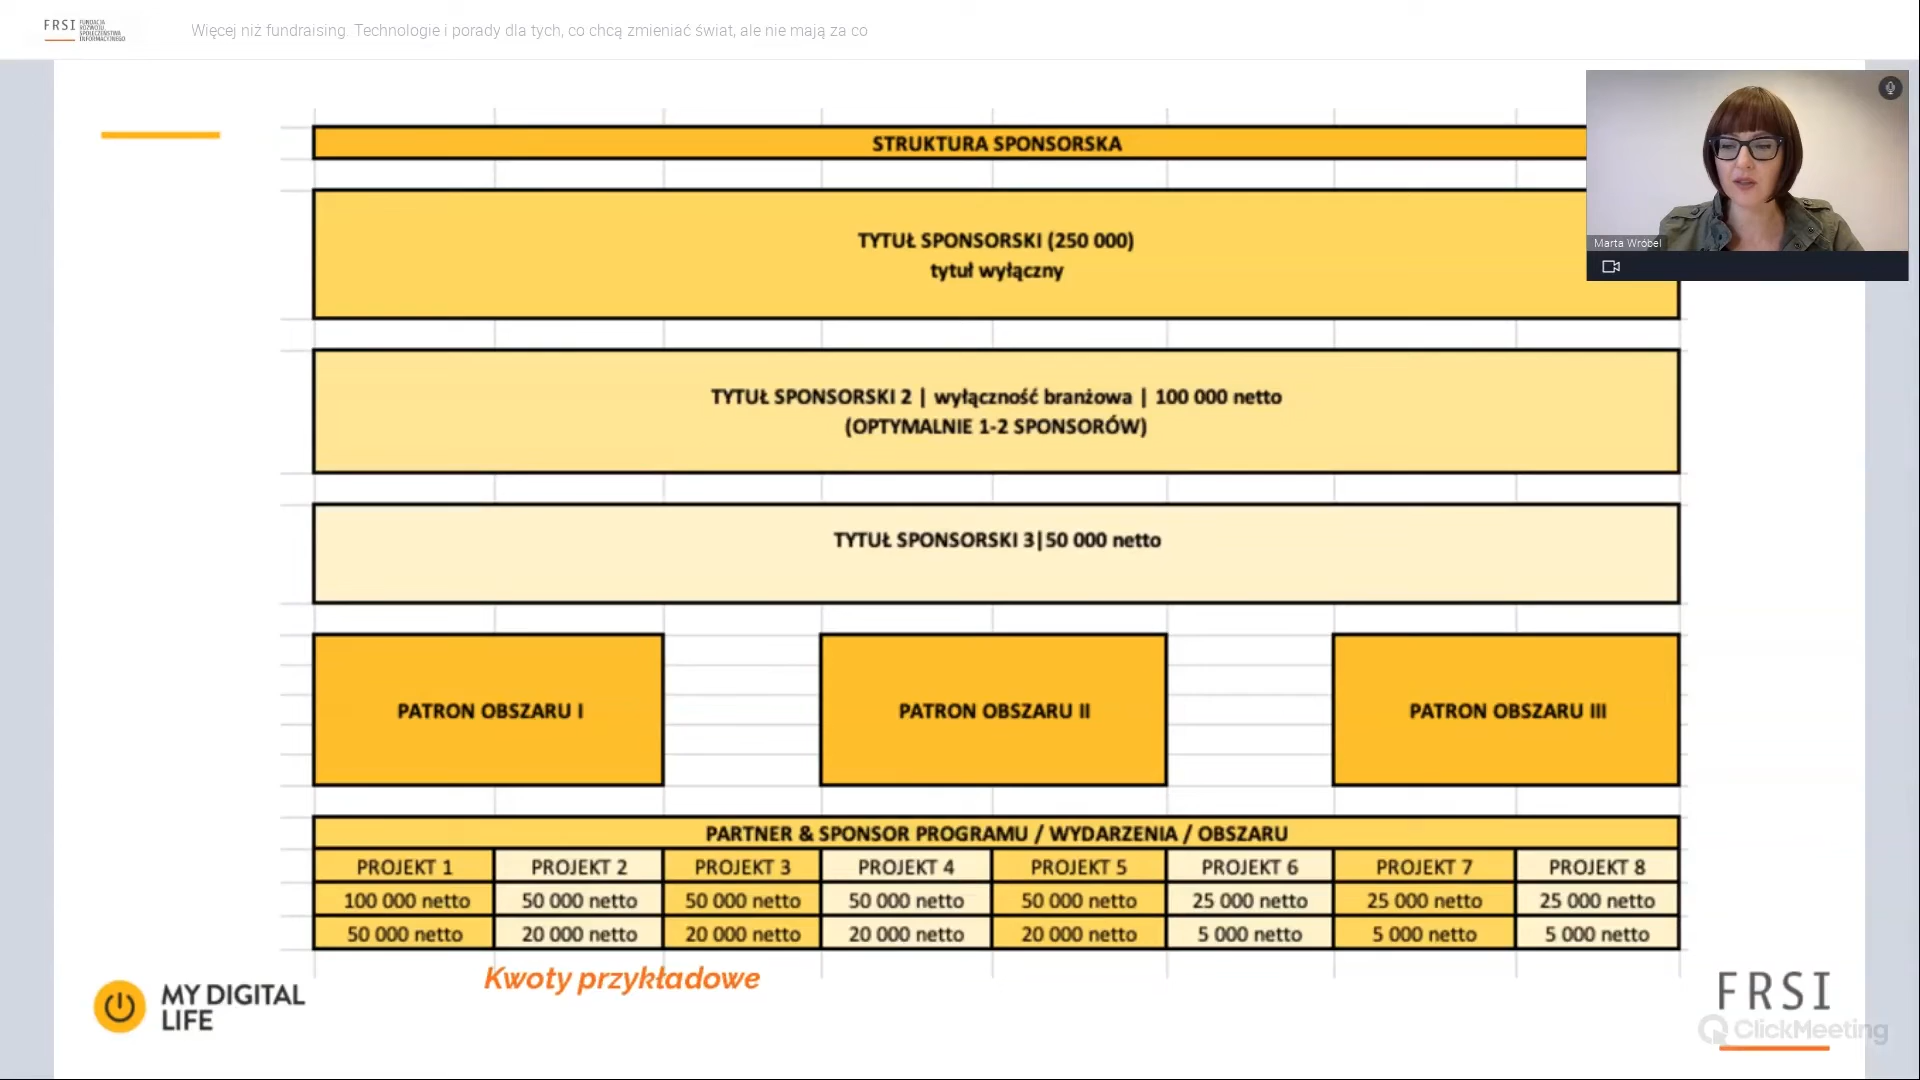 FRSI FUNDACJA
ROZWOJU
SPOŁECZEŃSTWA
INFORMACYJNEGO
Więcej niż fundraising. Technologie i porady dla tych, co chcą zmieniać świat, ale nie mają za co
STRUKTURA SPONSORSKA
TYTUŁ SPONSORSKI (250 000)
tytuł wyłączny
Marta Wróbel
TYTUŁ SPONSORSKI 2 | wyłączność branżowa | 100 000 netto
(OPTYMALNIE 1-2 SPONSORÓW)
TYTUŁ SPONSORSKI 3|50 000 netto
PATRON OBSZARU I
PATRON OBSZARU II
PATRON OBSZARU III
PARTNER & SPONSOR PROGRAMU / WYDARZENIA / OBSZARU
PROJEKT 1 PROJEKT 2 PROJEKT 3 PROJEKT 4 PROJEKT 5 PROJEKT 6 PROJEKT 7 PROJEKT 8
100 000 netto 50 000 netto 50 000 netto 50 000 netto 50 000 netto 25 000 netto 25 000 netto 25 000 netto
50 000 netto 20 000 netto 20 000 netto 20 000 netto 20 000 netto 5 000 netto 5 000 netto 5 000 netto
Kwoty przykładowe
MY DIGITAL
LIFE
FRSI
ClickMeeting